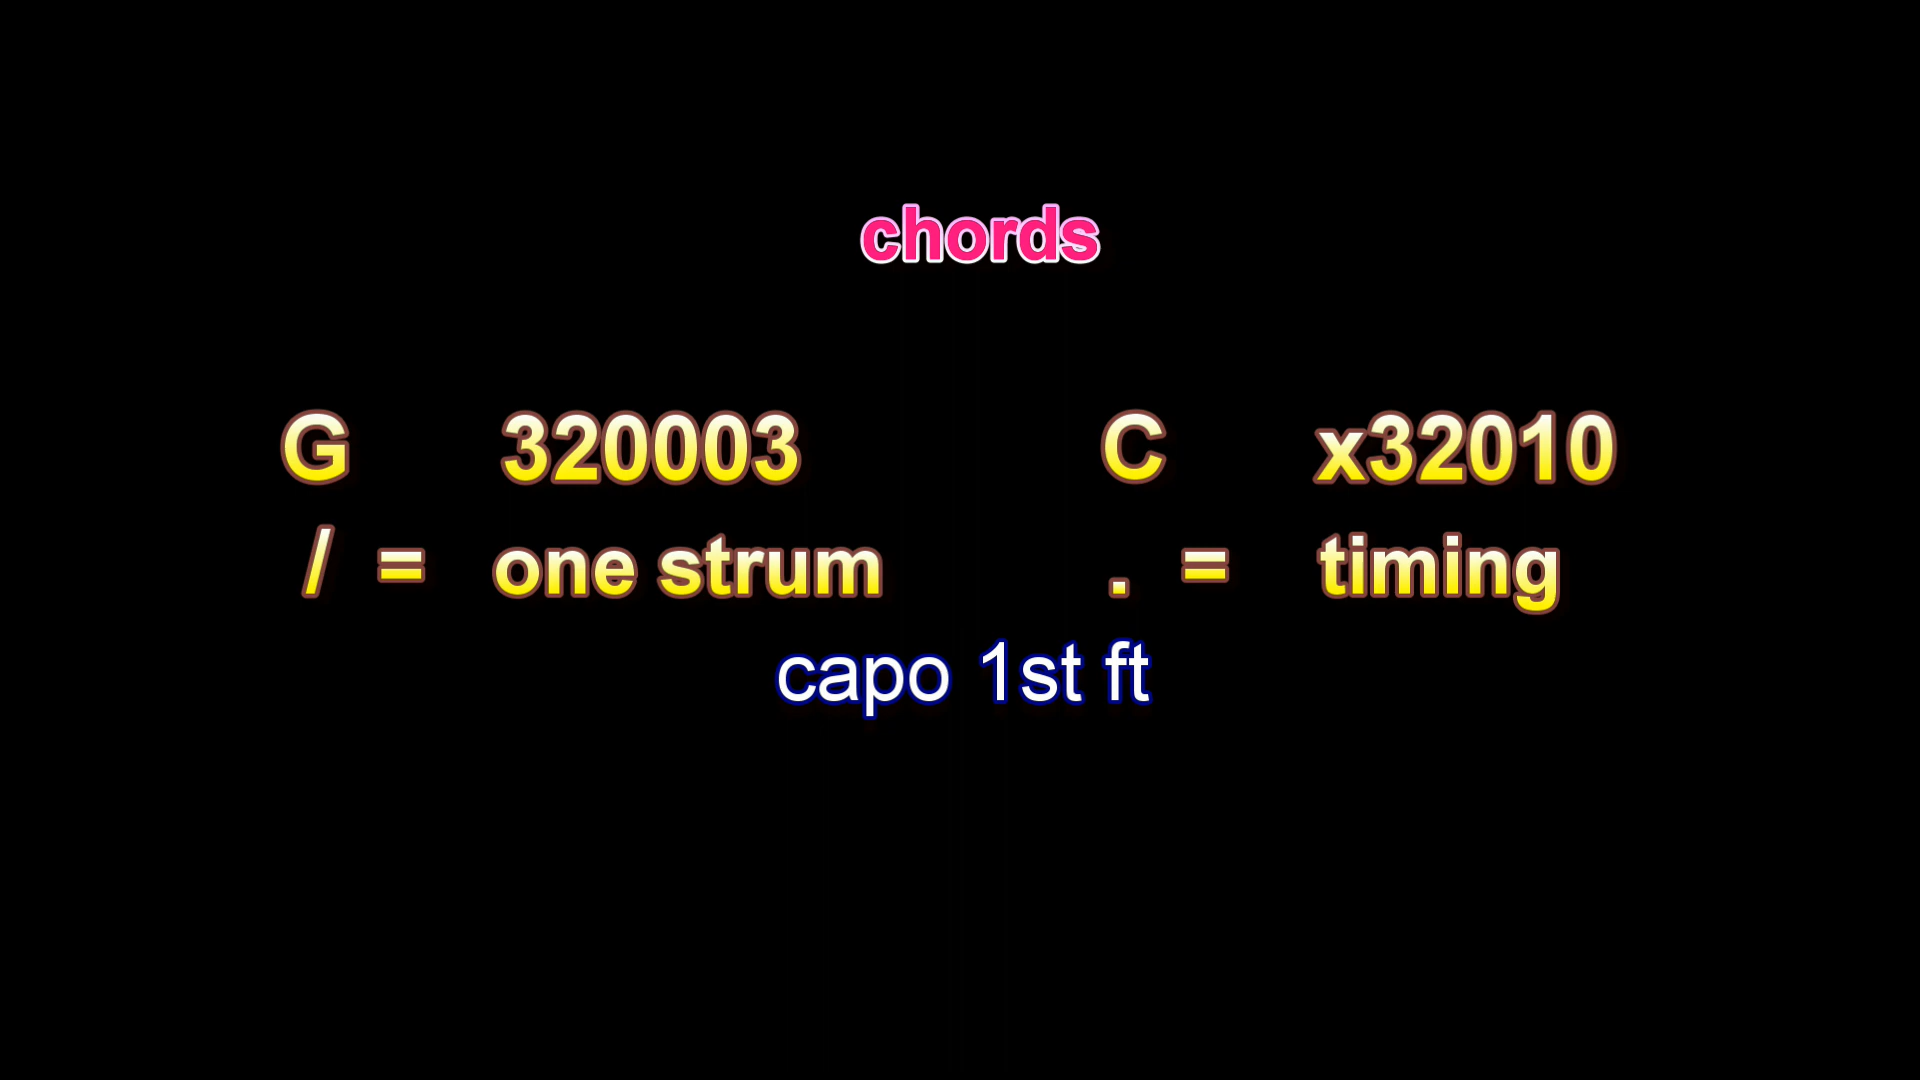 chords
G 320003 C x32010
/ = one strum . = timing
capo 1st ft